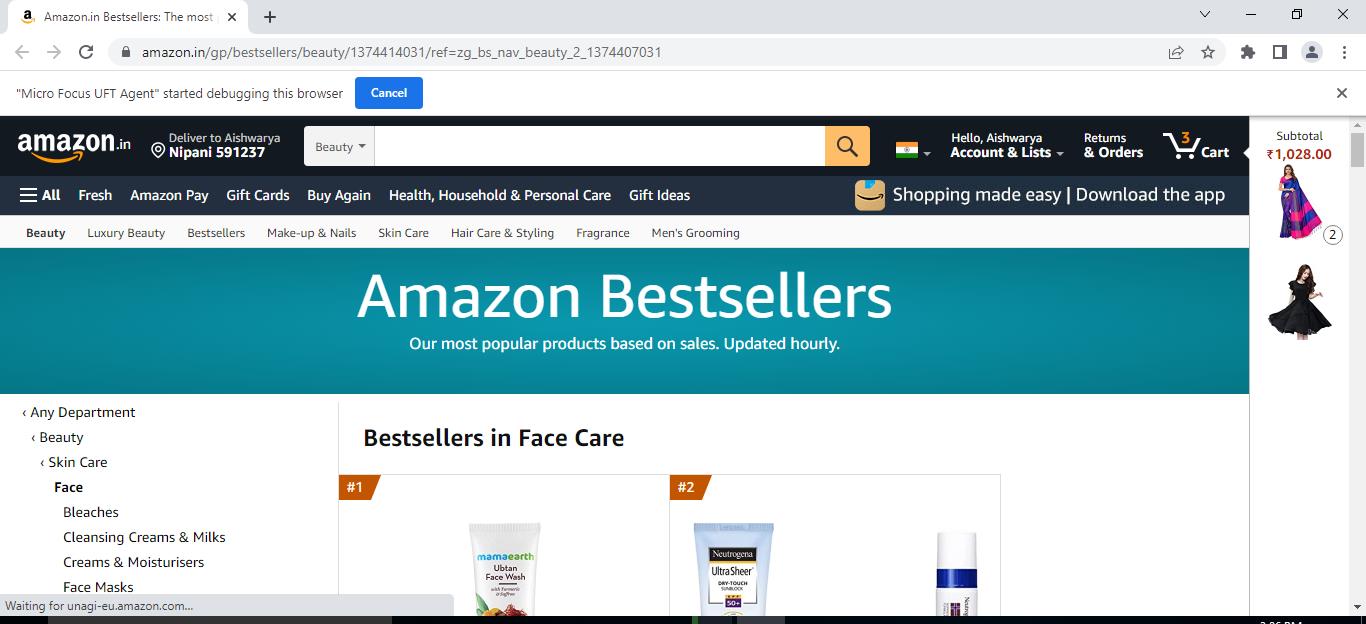 Amazon.in Bestsellers: The most
amazon.in/gp/bestsellers/beauty/1374414031/ref=zg_bs_nav_beauty_2_1374407031
"Micro Focus UFT Agent" started debugging this browser
Cancel
amazon.in
Deliver to Aishwarya
Nipani 591237
Beauty
Hello, Aishwarya
Account & Lists
Returns
& Orders
3
Cart
Subtotal
₹1,028.00
2
All
Fresh
Amazon Pay
Gift Cards
Buy Again
Health, Household & Personal Care
Gift Ideas
Shopping made easy | Download the app
Beauty
Luxury Beauty
Bestsellers
Make-up & Nails
Skin Care
Hair Care & Styling
Fragrance
Men's Grooming
Amazon Bestsellers
Our most popular products based on sales. Updated hourly.
‹ Any Department
‹ Beauty
‹ Skin Care
Face
Bleaches
Cleansing Creams & Milks
Creams & Moisturisers
Face Masks
Bestsellers in Face Care
#1
mamaearth
Ubtan
Face Wash
with Turmeric
& Saffron
#2
Neutrogena
UltraSheer
DRY-TOUCH
SUNBLOCK
50+
Waiting for unagi-eu.amazon.com...